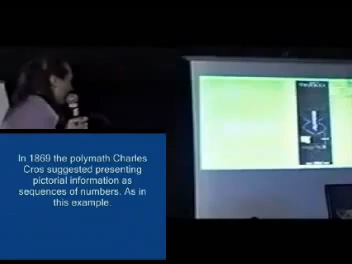 In 1869 the polymath Charles
Cros suggested presenting
pictorial information as
sequences of numbers. As in
this example.